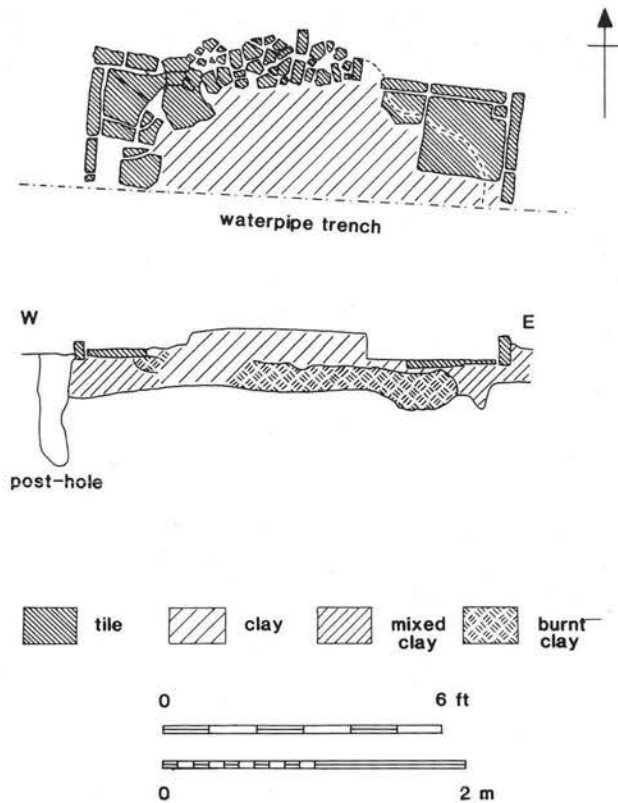 waterpipe trench
W E
post-hole
tile clay mixed clay burnt clay
0 6 ft
0 2 m